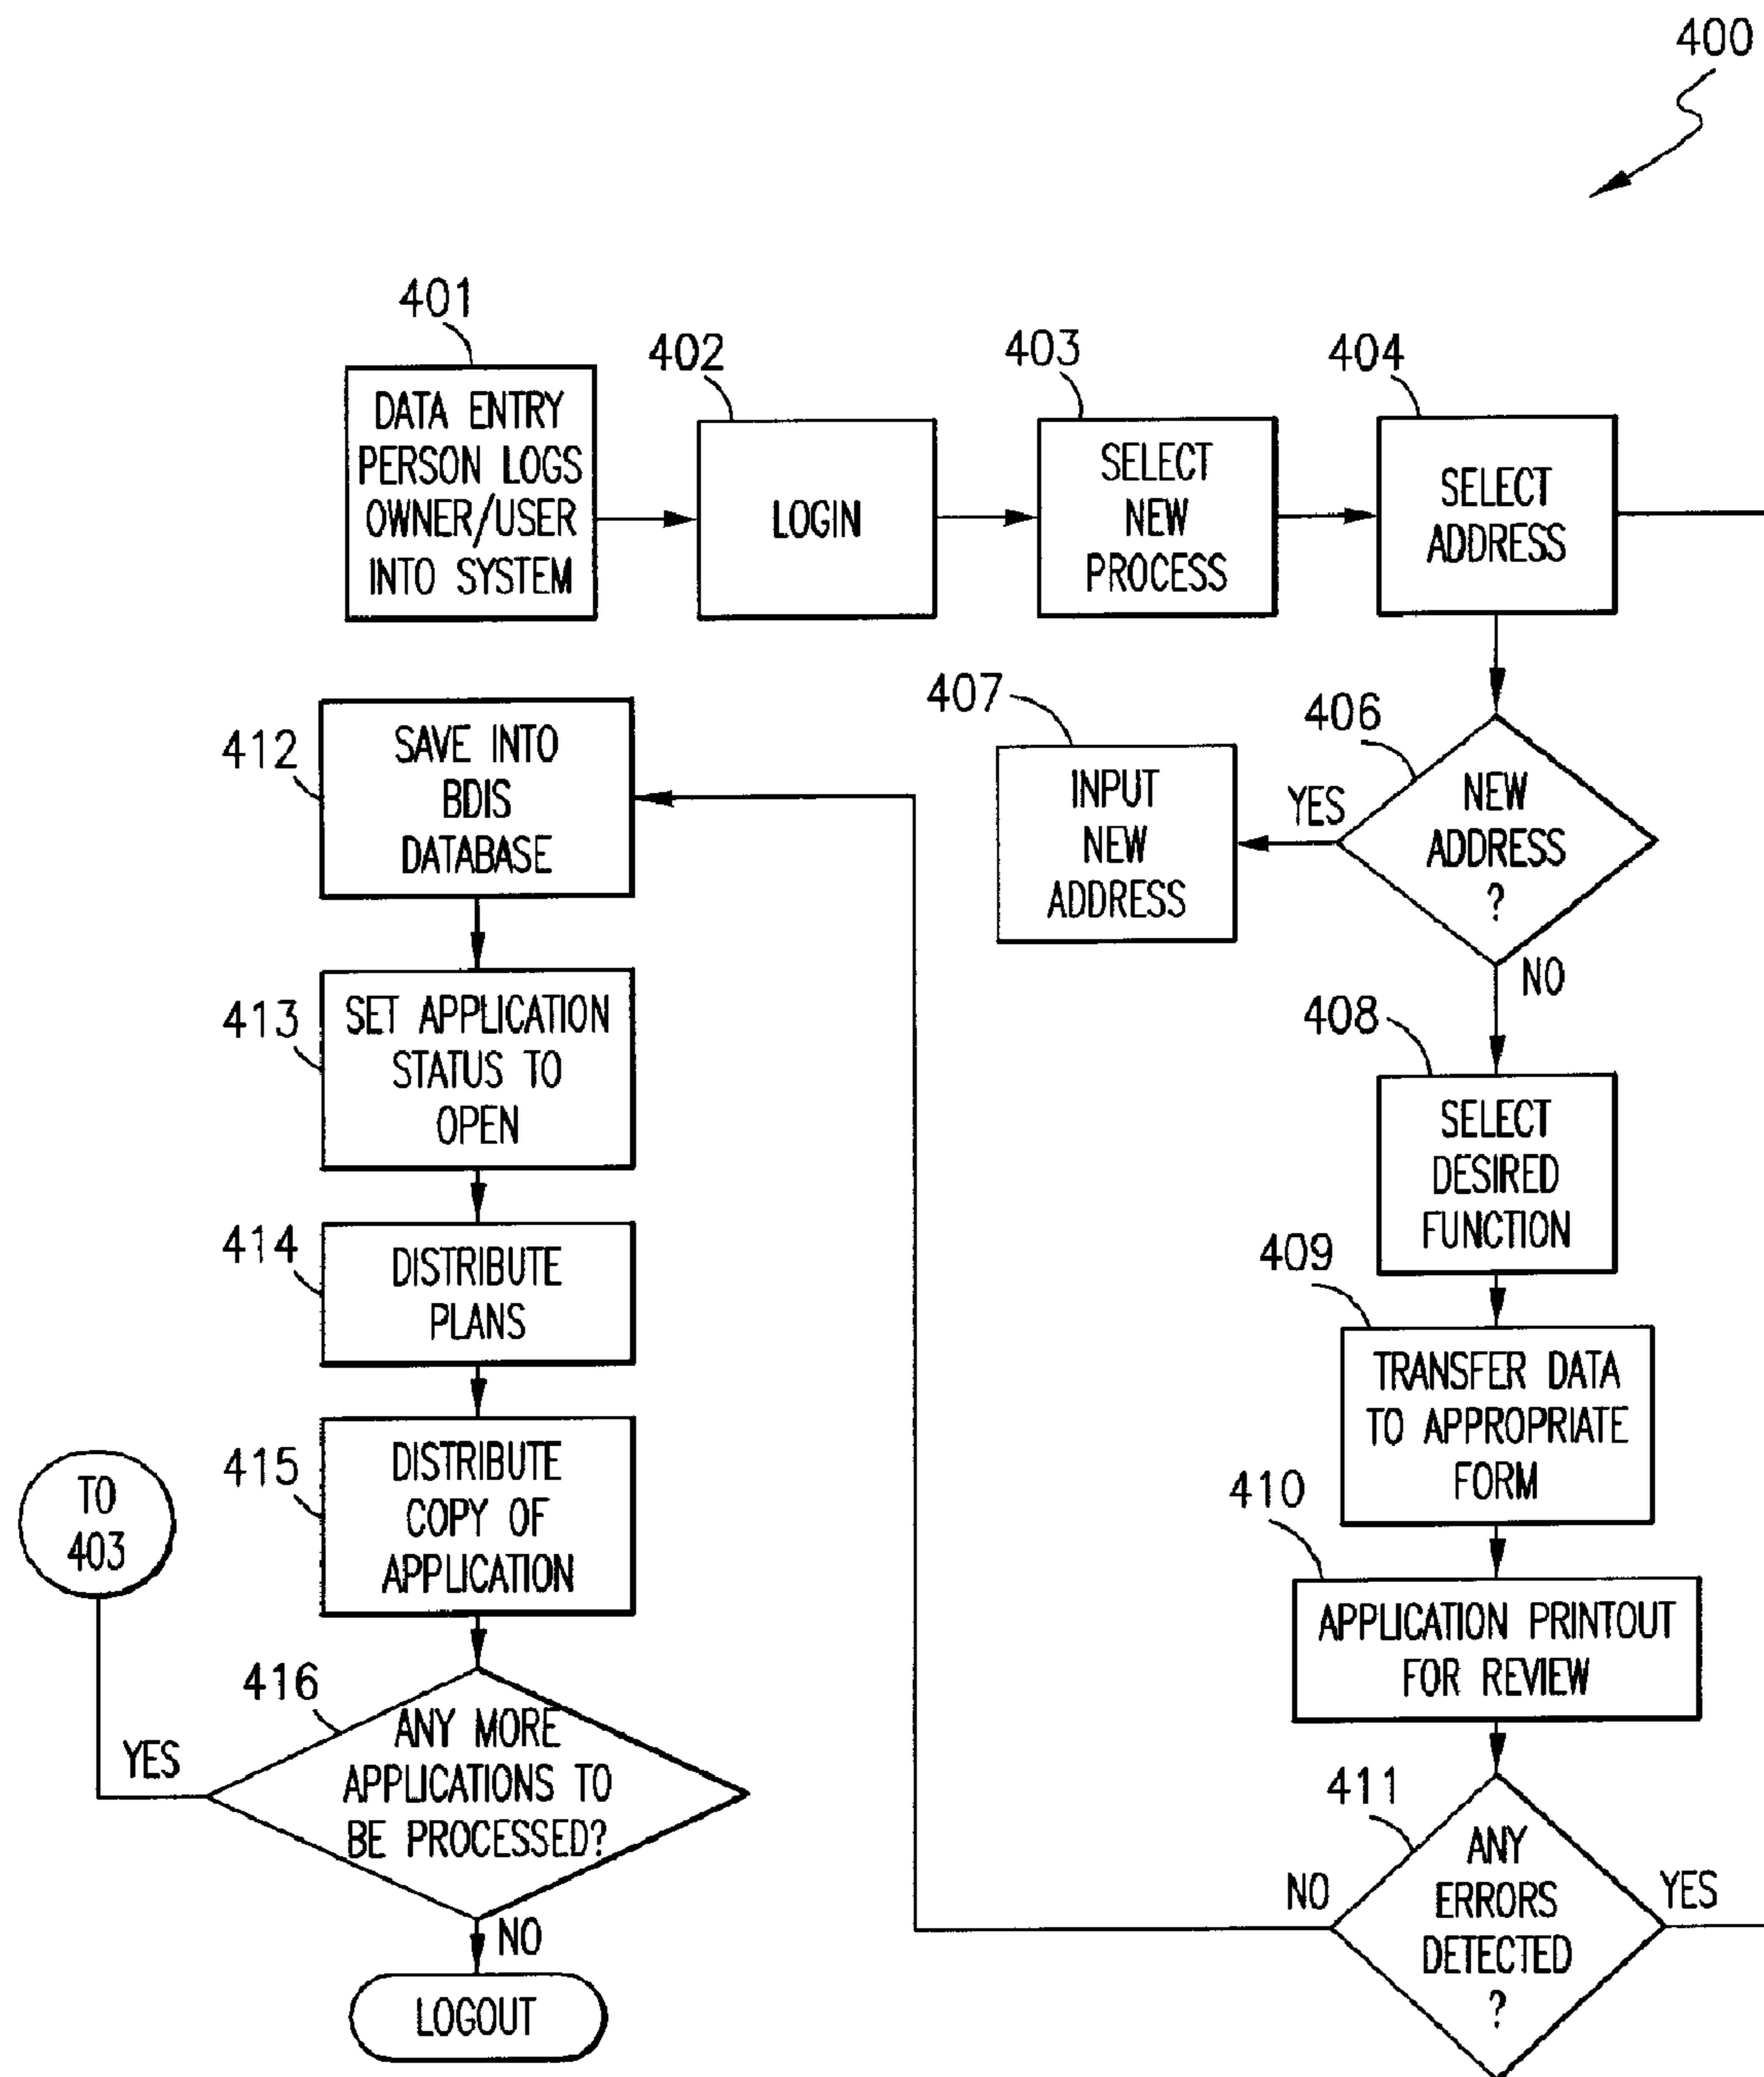 400
401
DATA ENTRY
PERSON LOGS
OWNER/USER
INTO SYSTEM
402
LOGIN
403
SELECT
NEW
PROCESS
404
SELECT
ADDRESS
406
NEW
ADDRESS
?
YES
NO
407
INPUT
NEW
ADDRESS
408
SELECT
DESIRED
FUNCTION
409
TRANSFER DATA
TO APPROPRIATE
FORM
410
APPLICATION PRINTOUT
FOR REVIEW
411
ANY
ERRORS
DETECTED
?
NO
YES
412
SAVE INTO
BDIS
DATABASE
413
SET APPLICATION
STATUS TO
OPEN
414
DISTRIBUTE
PLANS
415
DISTRIBUTE
COPY OF
APPLICATION
416
ANY MORE
APPLICATIONS TO
BE PROCESSED?
YES
TO
403
NO
LOGOUT